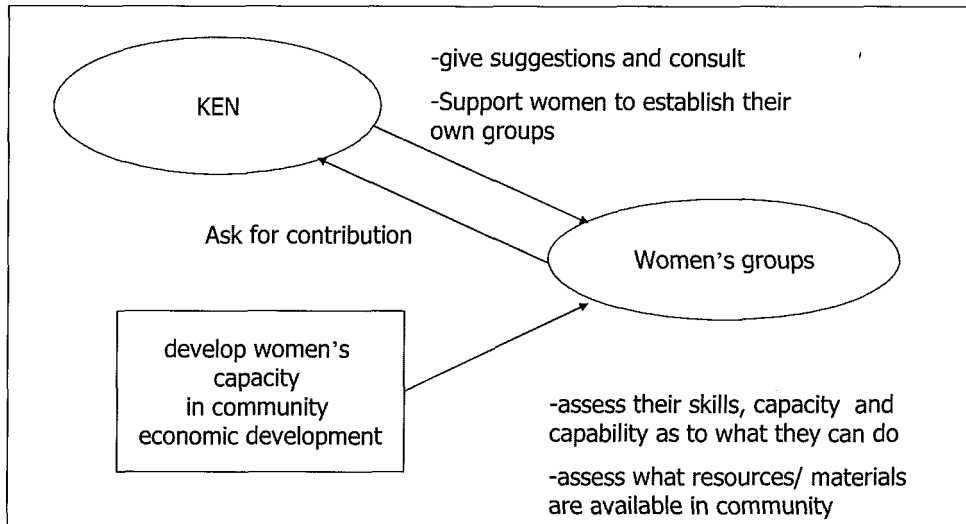 -give suggestions and consult
-Support women to establish their
own groups
KEN
Ask for contribution
Women's groups
develop women's
capacity
in community
economic development
-assess their skills, capacity and
capability as to what they can do
-assess what resources/ materials
are available in community